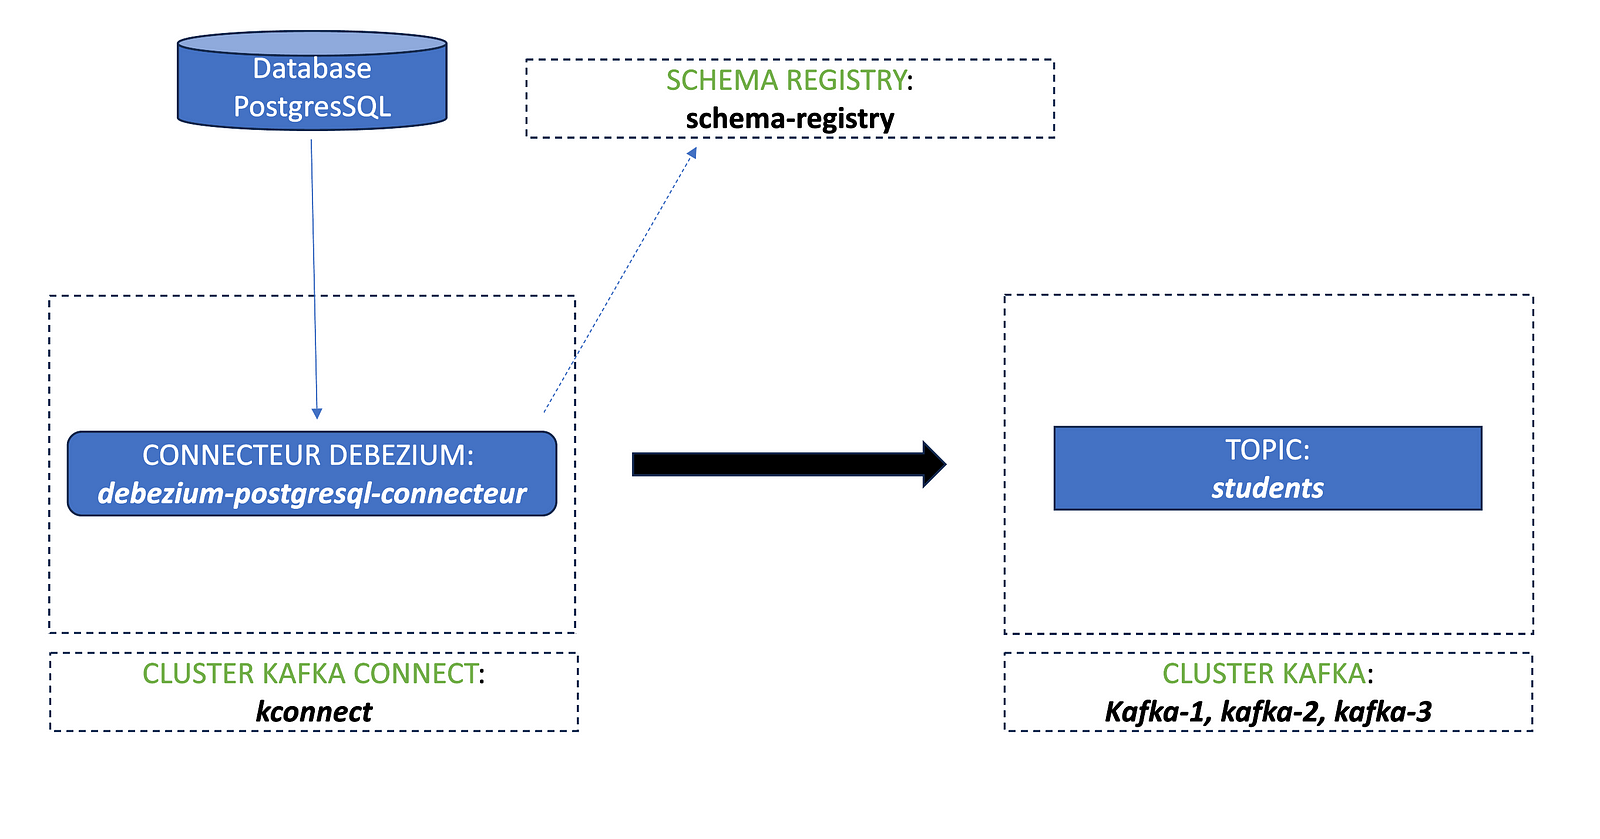 Database
PostgresSQL
SCHEMA REGISTRY:
schema-registry
CONNECTEUR DEBEZIUM:
debezium-postgresql-connecteur
TOPIC:
students
CLUSTER KAFKA CONNECT:
kconnect
CLUSTER KAFKA:
Kafka-1, kafka-2, kafka-3